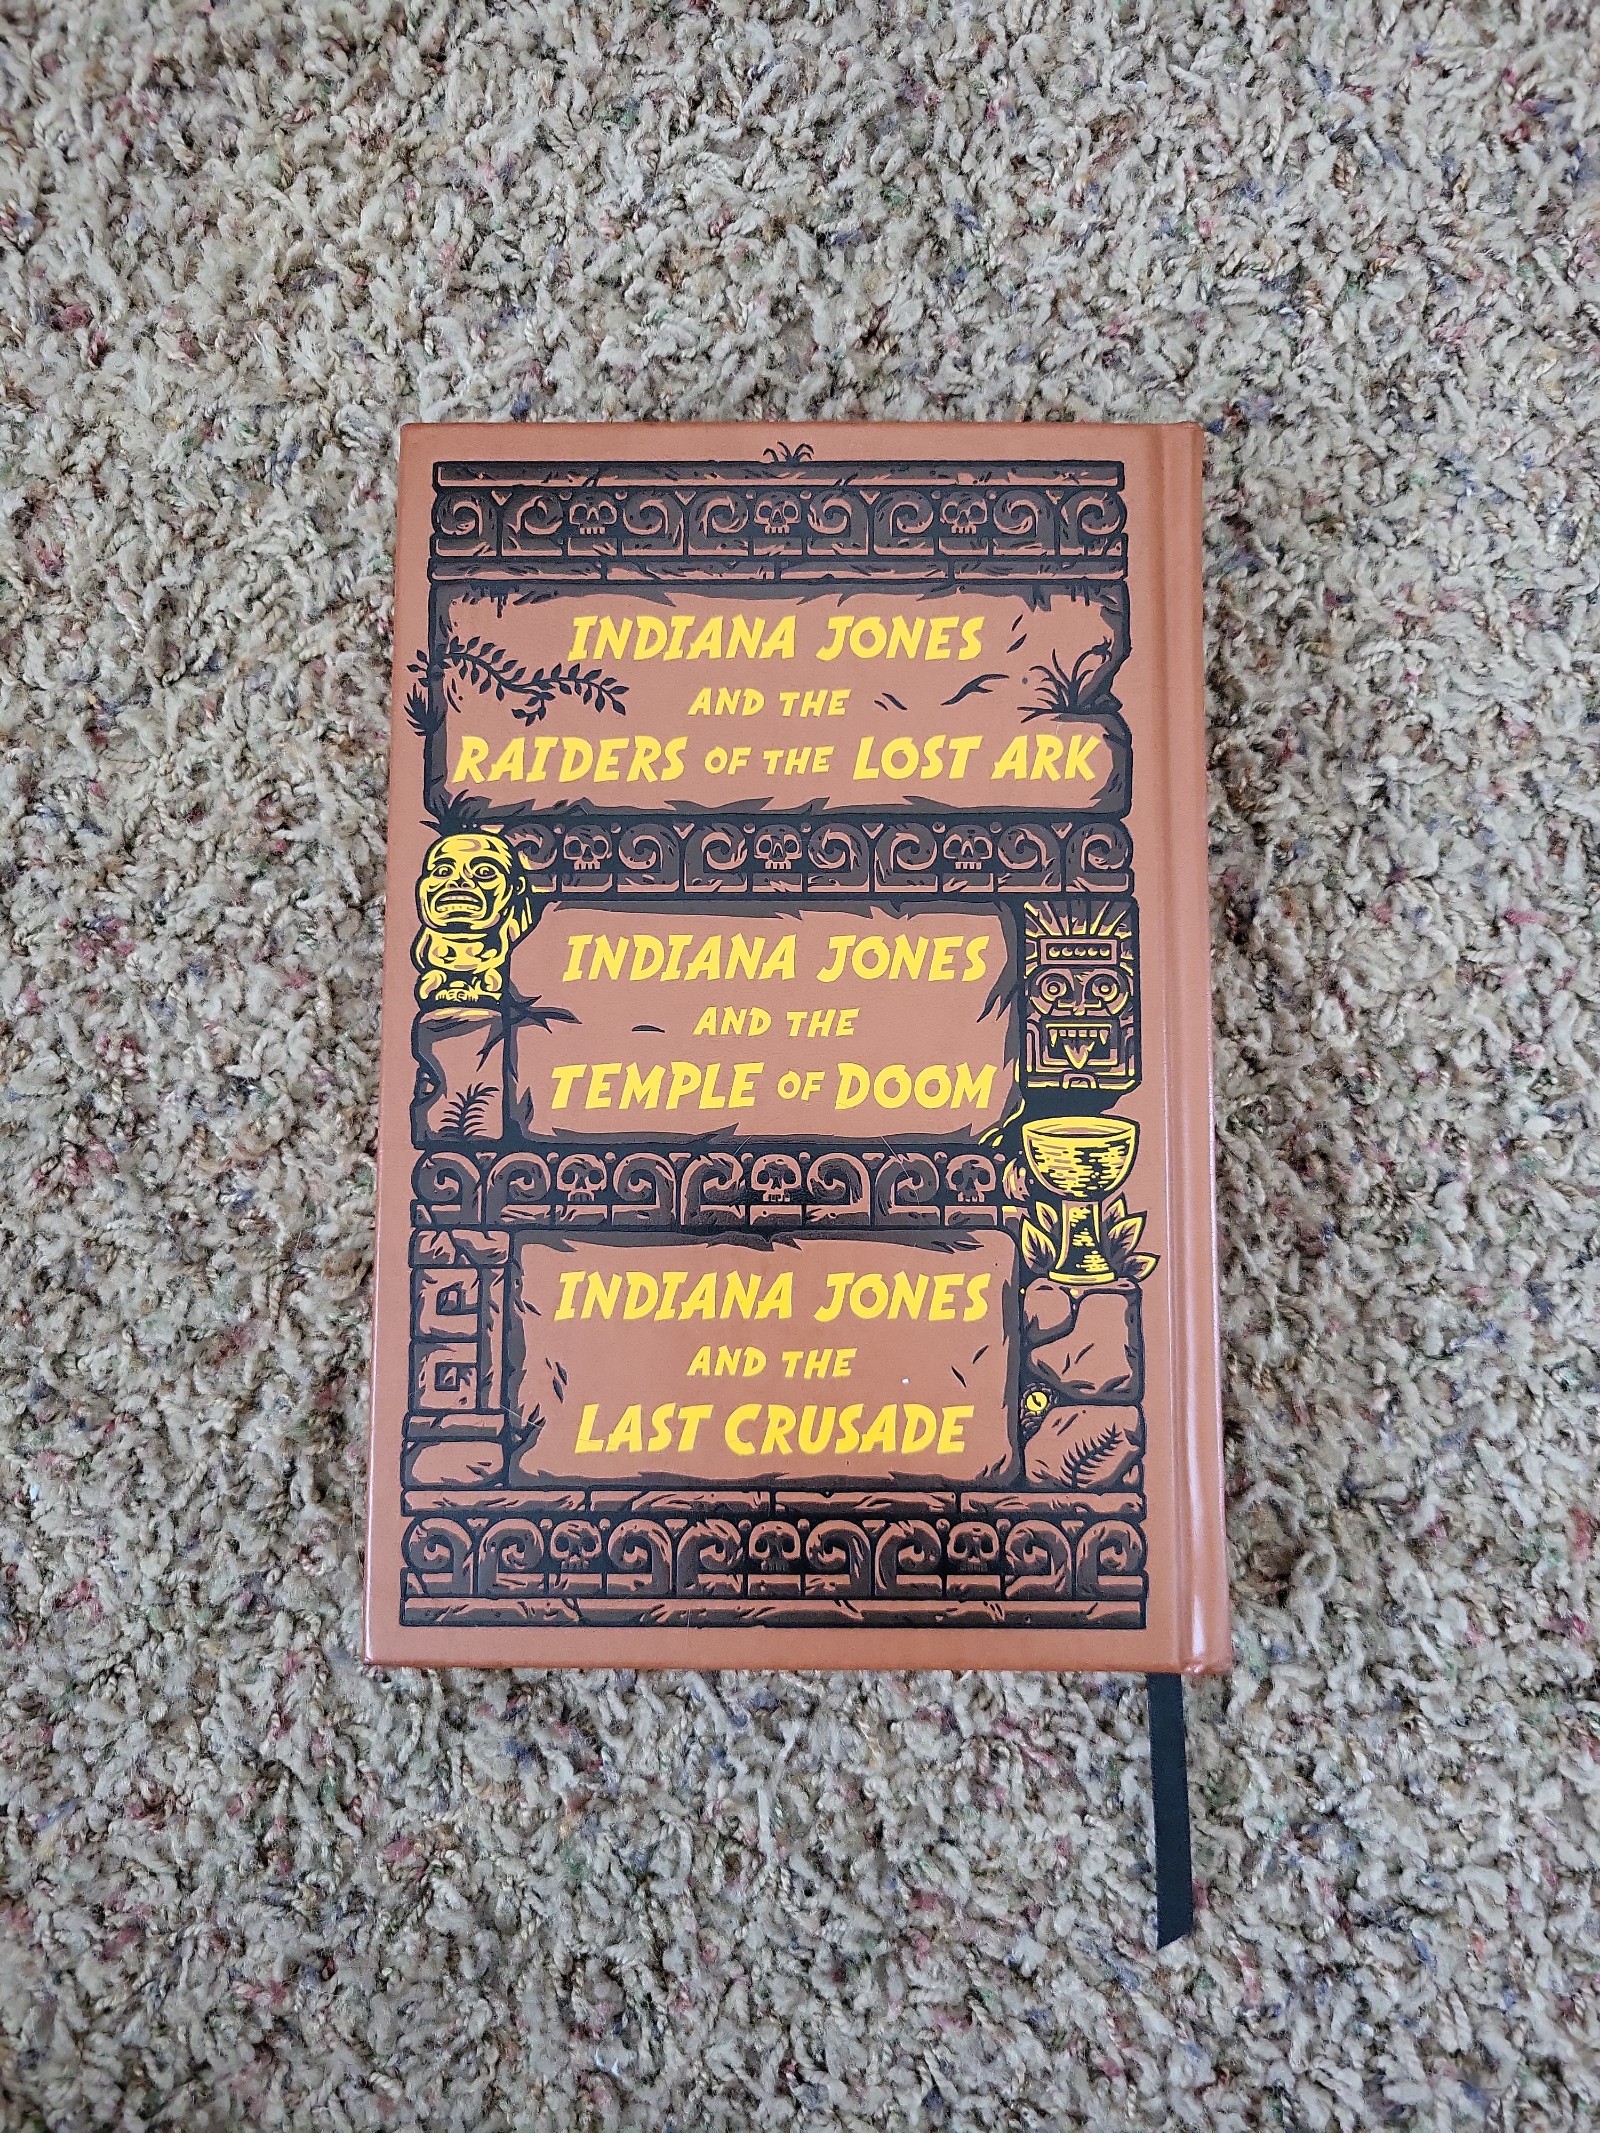 INDIANA JONES
AND THE
RAIDERS OF THE LOST ARK
INDIANA JONES
AND THE
TEMPLE OF DOOM
INDIANA JONES
AND THE
LAST CRUSADE